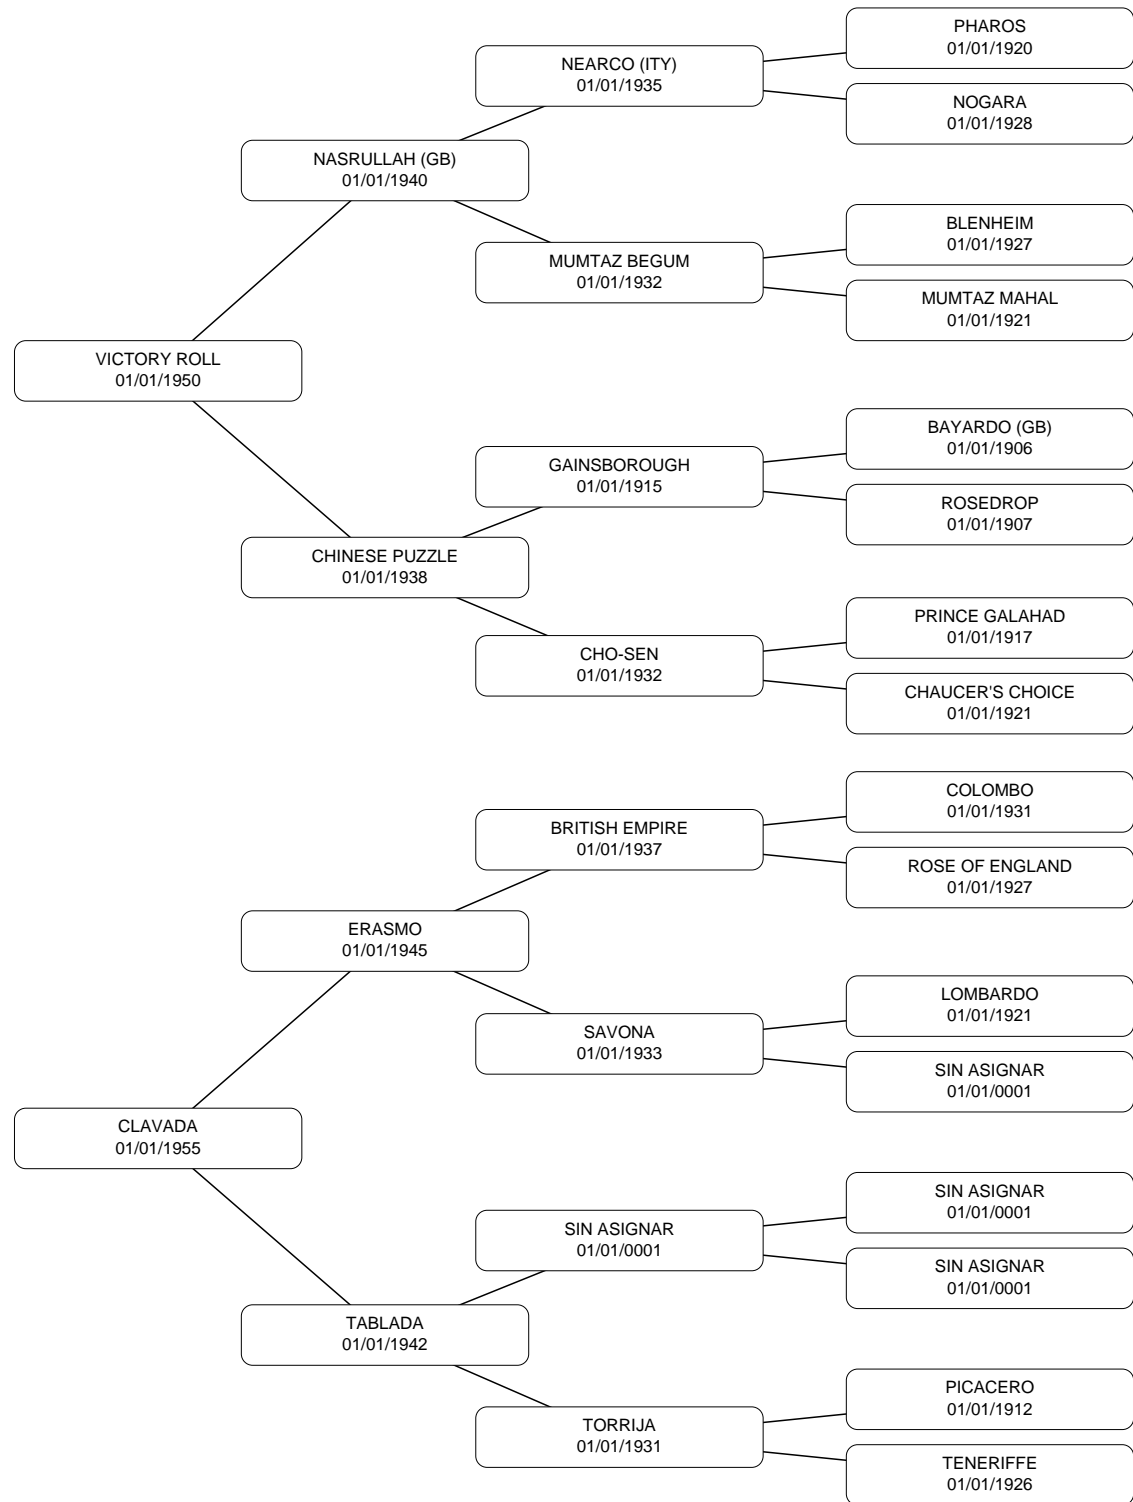 PHAROS
01/01/1920
NEARCO (ITY)
01/01/1935
NOGARA
01/01/1928
NASRULLAH (GB)
01/01/1940
BLENHEIM
01/01/1927
MUMTAZ BEGUM
01/01/1932
MUMTAZ MAHAL
01/01/1921
VICTORY ROLL
01/01/1950
BAYARDO (GB)
01/01/1906
GAINSBOROUGH
01/01/1915
ROSEDROP
01/01/1907
CHINESE PUZZLE
01/01/1938
PRINCE GALAHAD
01/01/1917
CHO-SEN
01/01/1932
CHAUCER'S CHOICE
01/01/1921
COLOMBO
01/01/1931
BRITISH EMPIRE
01/01/1937
ROSE OF ENGLAND
01/01/1927
ERASMO
01/01/1945
LOMBARDO
01/01/1921
SAVONA
01/01/1933
SIN ASIGNAR
01/01/0001
CLAVADA
01/01/1955
SIN ASIGNAR
01/01/0001
SIN ASIGNAR
01/01/0001
SIN ASIGNAR
01/01/0001
TABLADA
01/01/1942
PICACERO
01/01/1912
TORRIJA
01/01/1931
TENERIFFE
01/01/1926